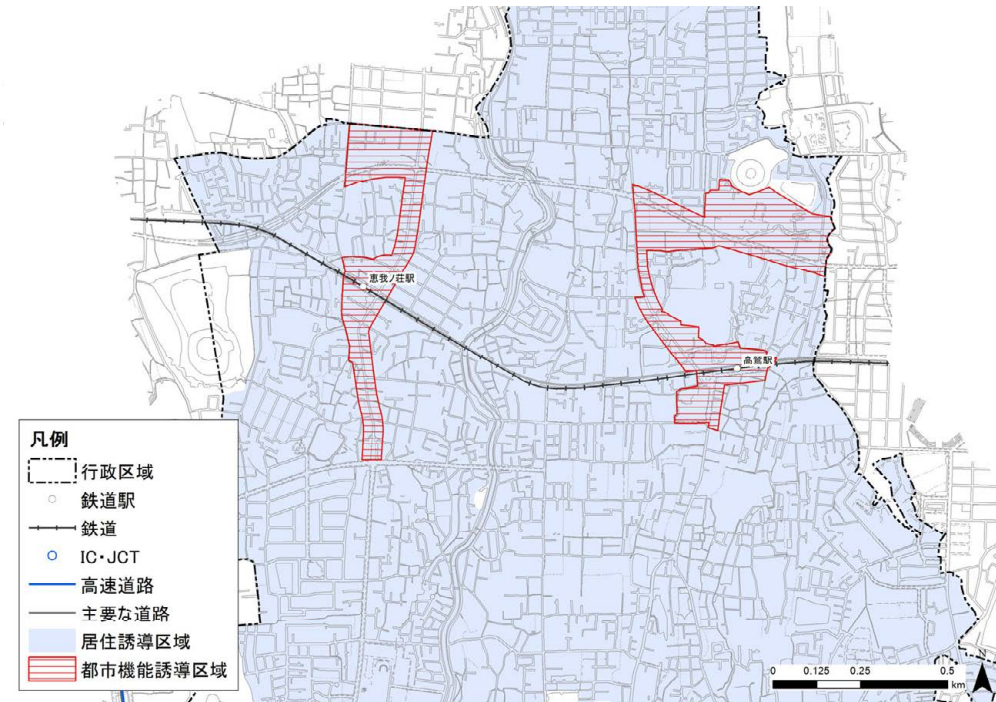 恵我ノ荘駅
高鷲駅
凡例
行政区域
鉄道駅
鉄道
IC・JCT
高速道路
主要な道路
居住誘導区域
都市機能誘導区域
0 0.125 0.25 0.5
km
N